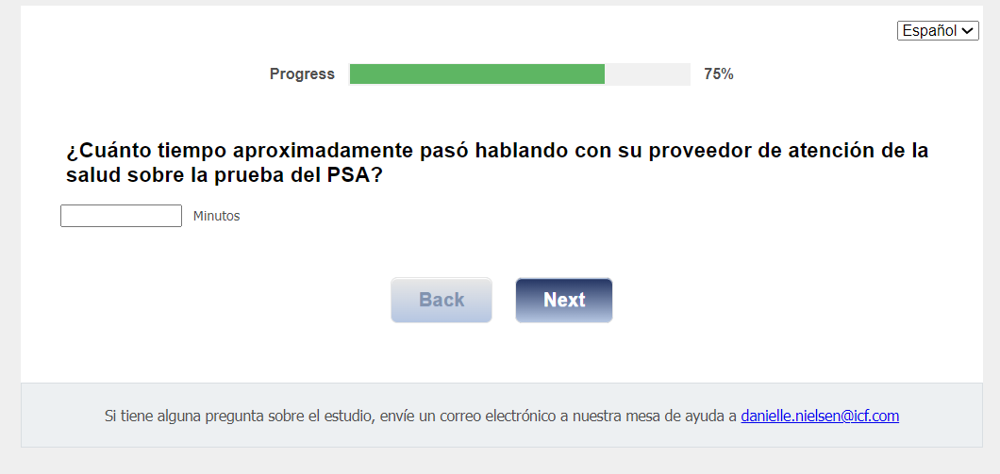 Español
Progress 75%
¿Cuánto tiempo aproximadamente pasó hablando con su proveedor de atención de la
salud sobre la prueba del PSA?
Minutos
Back Next
Si tiene alguna pregunta sobre el estudio, envíe un correo electrónico a nuestra mesa de ayuda a danielle.nielsen@icf.com